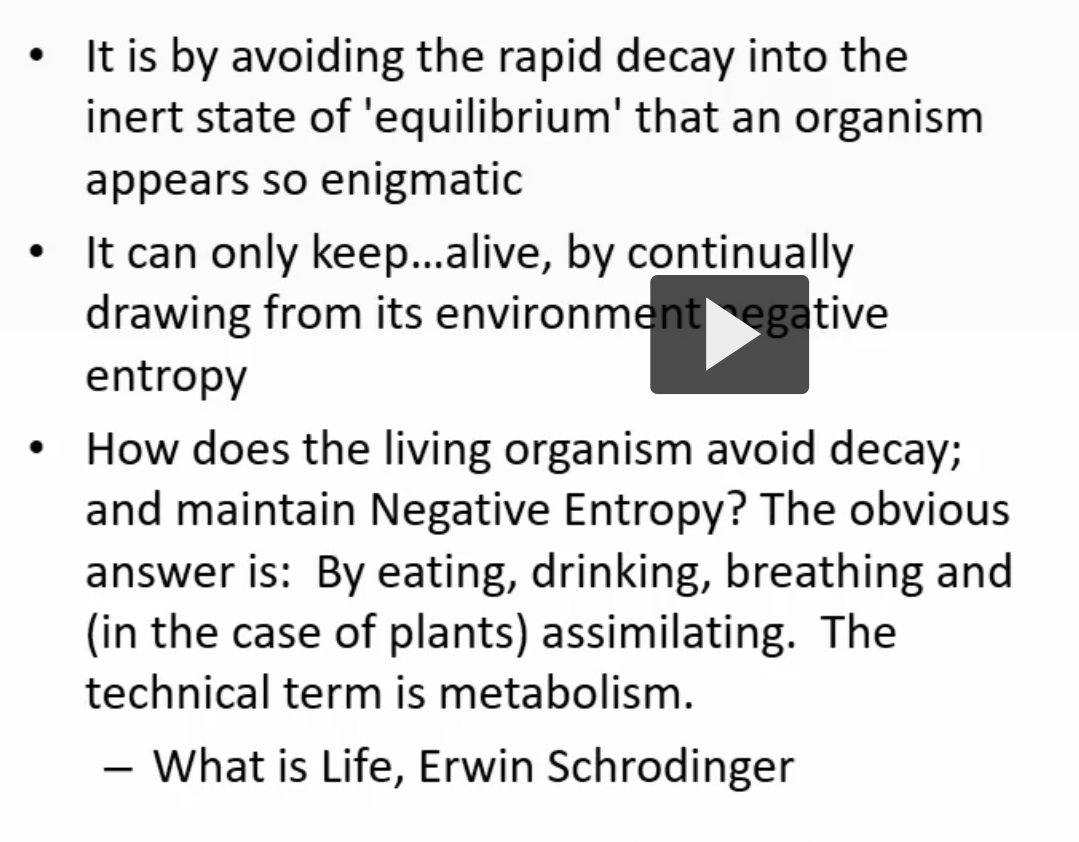 • It is by avoiding the rapid decay into the
inert state of 'equilibrium' that an organism
appears so enigmatic
• It can only keep...alive, by continually
drawing from its environment negative
entropy
• How does the living organism avoid decay;
and maintain Negative Entropy? The obvious
answer is:  By eating, drinking, breathing and
(in the case of plants) assimilating.  The
technical term is metabolism.
– What is Life, Erwin Schrodinger